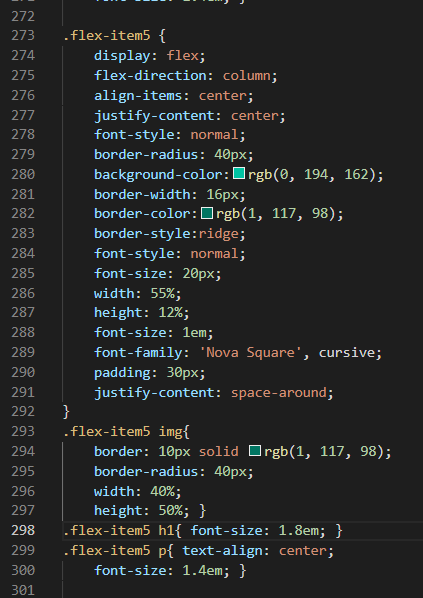 272
273 .flex-item5 {
274 display: flex;
275 flex-direction: column;
276 align-items: center;
277 justify-content: center;
278 font-style: normal;
279 border-radius: 40px;
280 background-color:rgb(0, 194, 162);
281 border-width: 16px;
282 border-color:rgb(1, 117, 98);
283 border-style:ridge;
284 font-style: normal;
285 font-size: 20px;
286 width: 55%;
287 height: 12%;
288 font-size: 1em;
289 font-family: 'Nova Square', cursive;
290 padding: 30px;
291 justify-content: space-around;
292 }
293 .flex-item5 img{
294 border: 10px solid rgb(1, 117, 98);
295 border-radius: 40px;
296 width: 40%;
297 height: 50%; }
298 .flex-item5 h1{ font-size: 1.8em; }
299 .flex-item5 p{ text-align: center;
300 font-size: 1.4em; }
301